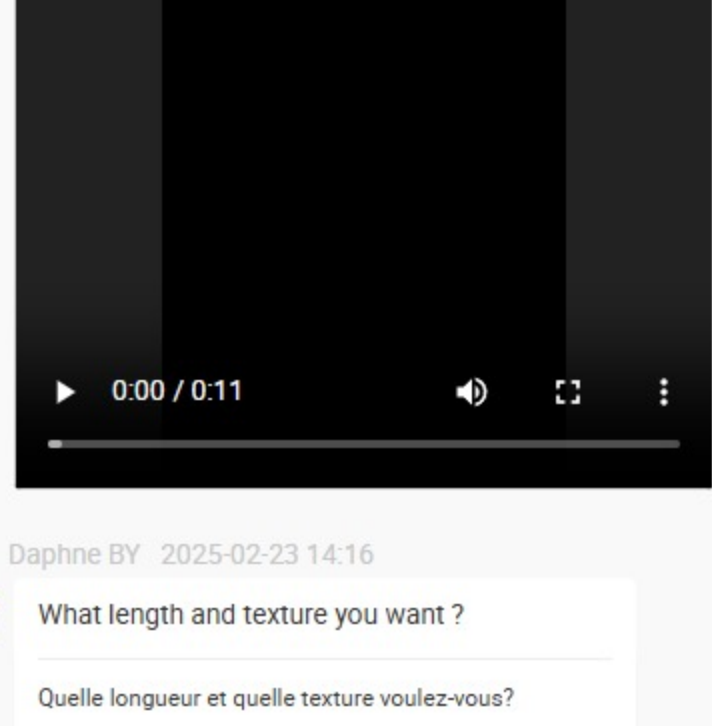 0:00 / 0:11
Daphne BY 2025-02-23 14:16
What length and texture you want ?
Quelle longueur et quelle texture voulez-vous?